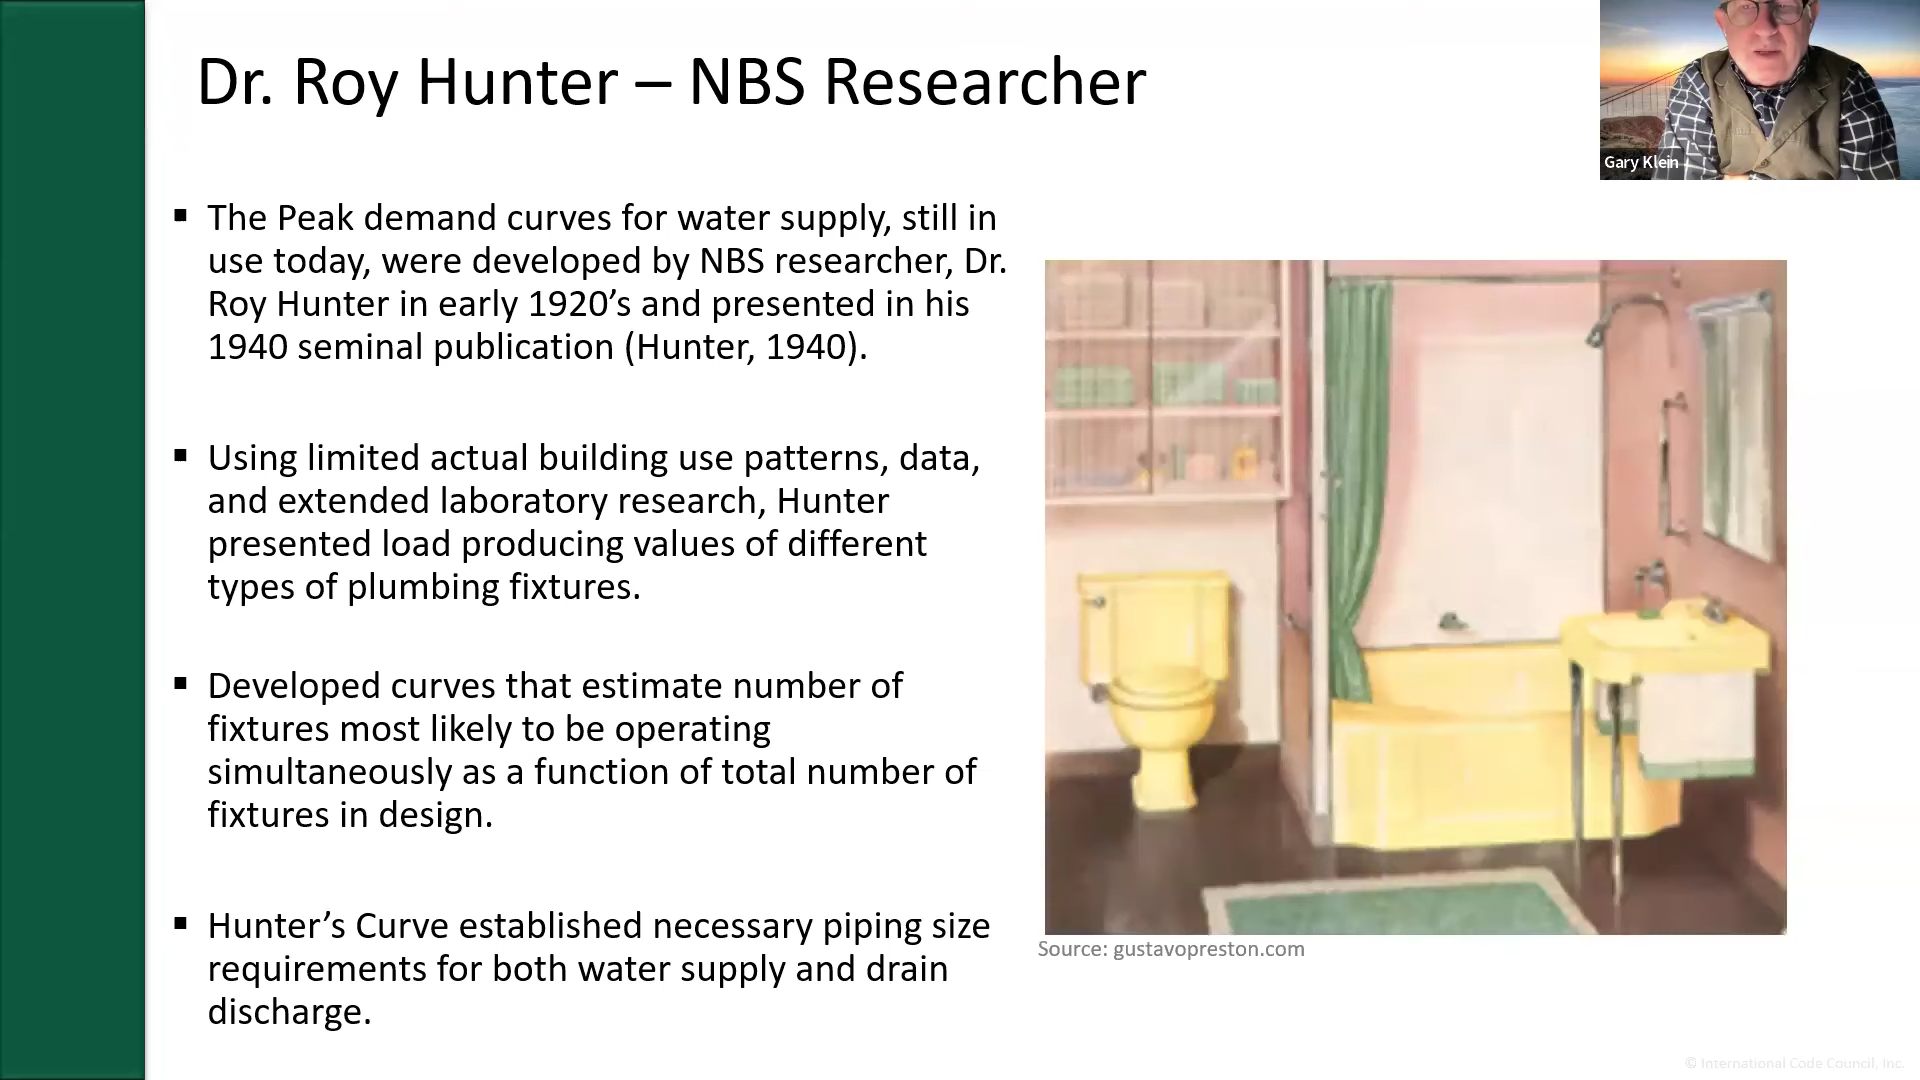 Dr. Roy Hunter – NBS Researcher
Gary Klein
▪ The Peak demand curves for water supply, still in
use today, were developed by NBS researcher, Dr.
Roy Hunter in early 1920’s and presented in his
1940 seminal publication (Hunter, 1940).
▪ Using limited actual building use patterns, data,
and extended laboratory research, Hunter
presented load producing values of different
types of plumbing fixtures.
▪ Developed curves that estimate number of
fixtures most likely to be operating
simultaneously as a function of total number of
fixtures in design.
▪ Hunter’s Curve established necessary piping size
requirements for both water supply and drain
discharge.
Source: gustavopreston.com
© International Code Council, Inc.